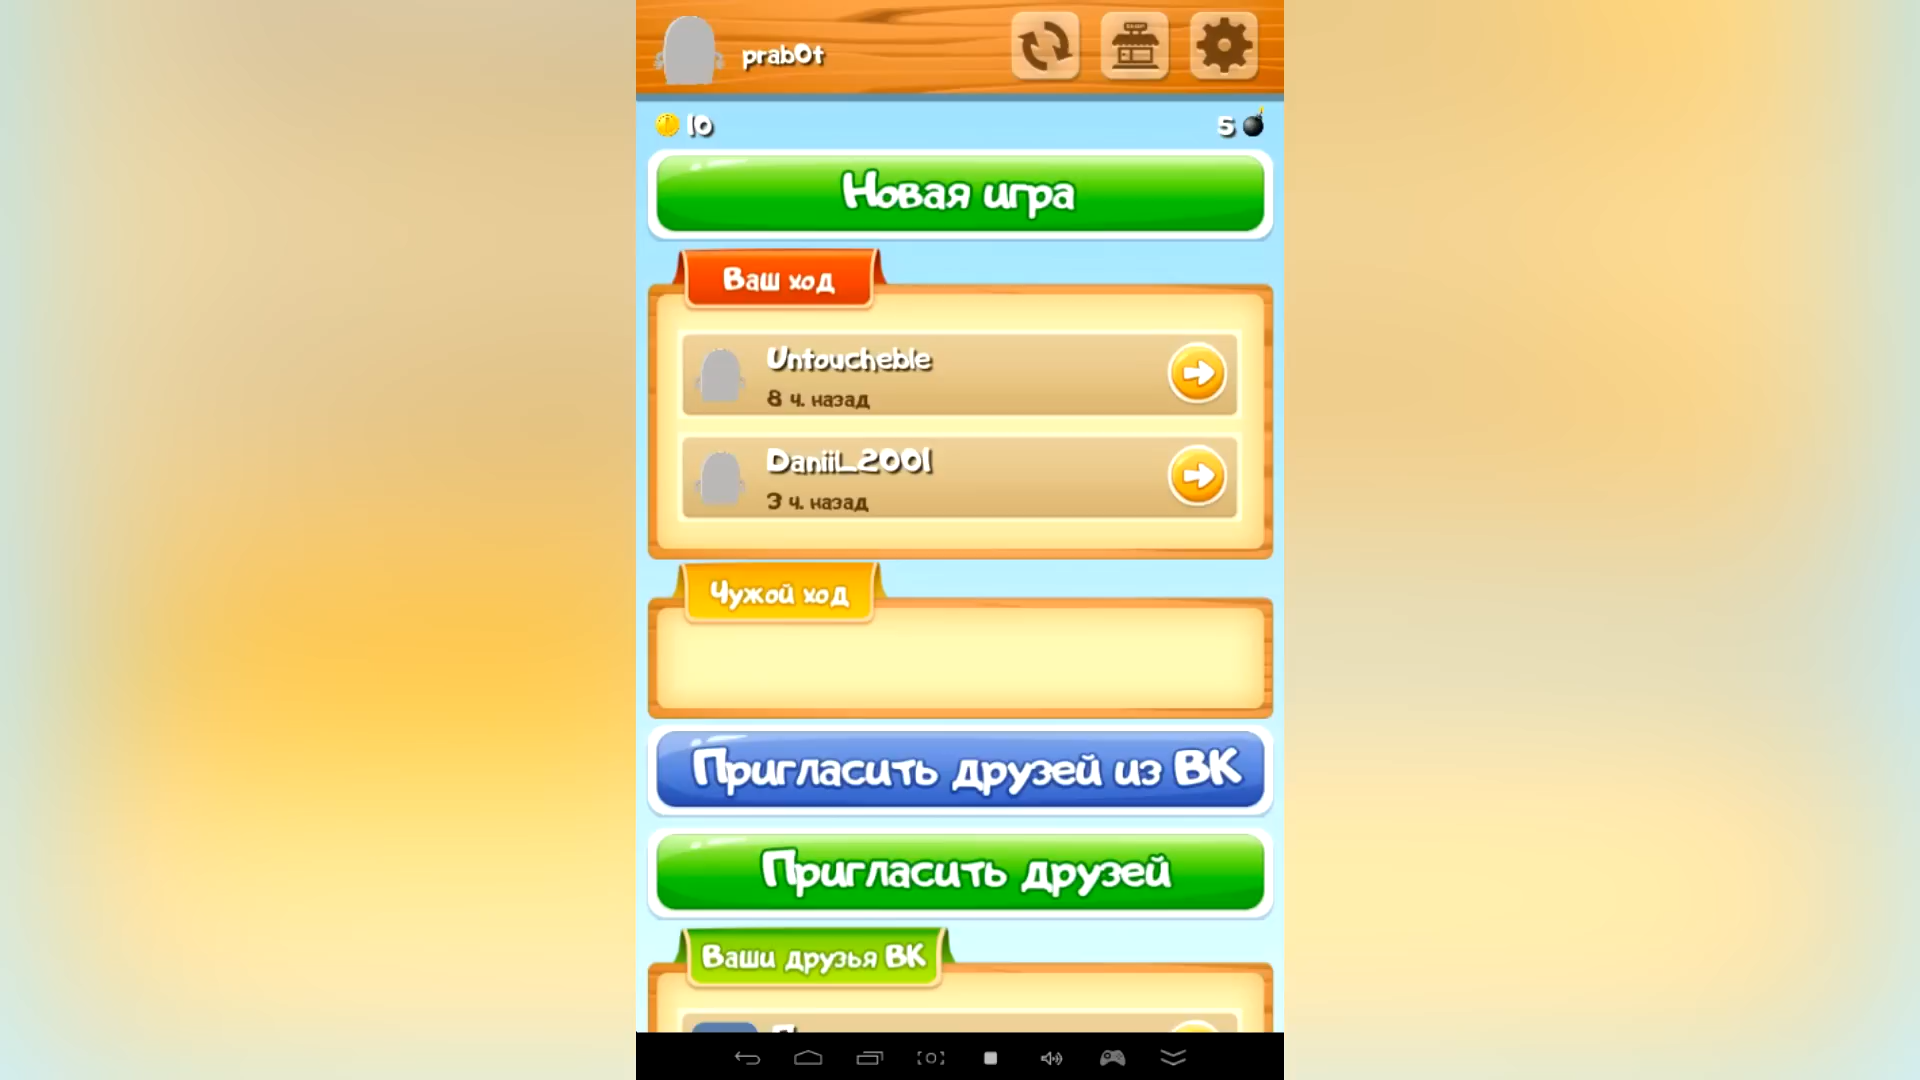 prab0t
SHOP
10
5
Новая игра
Ваш ход
Untoucheble
8 ч. назад
Daniil_2001
3 ч. назад
Чужой ход
Пригласить друзей из ВК
Пригласить друзей
Ваши друзья ВК